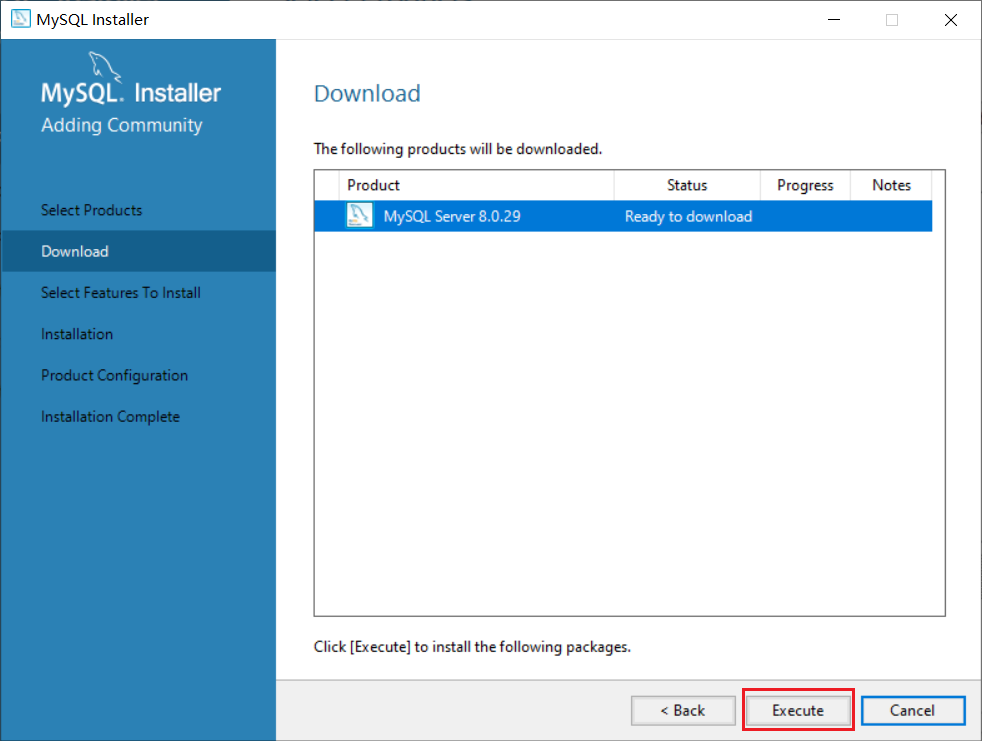 MySQL Installer
MySQL. Installer
Adding Community
Select Products
Download
Select Features To Install
Installation
Product Configuration
Installation Complete
Download
The following products will be downloaded.
Product Status Progress Notes
MySQL Server 8.0.29 Ready to download
Click [Execute] to install the following packages.
< Back Execute Cancel